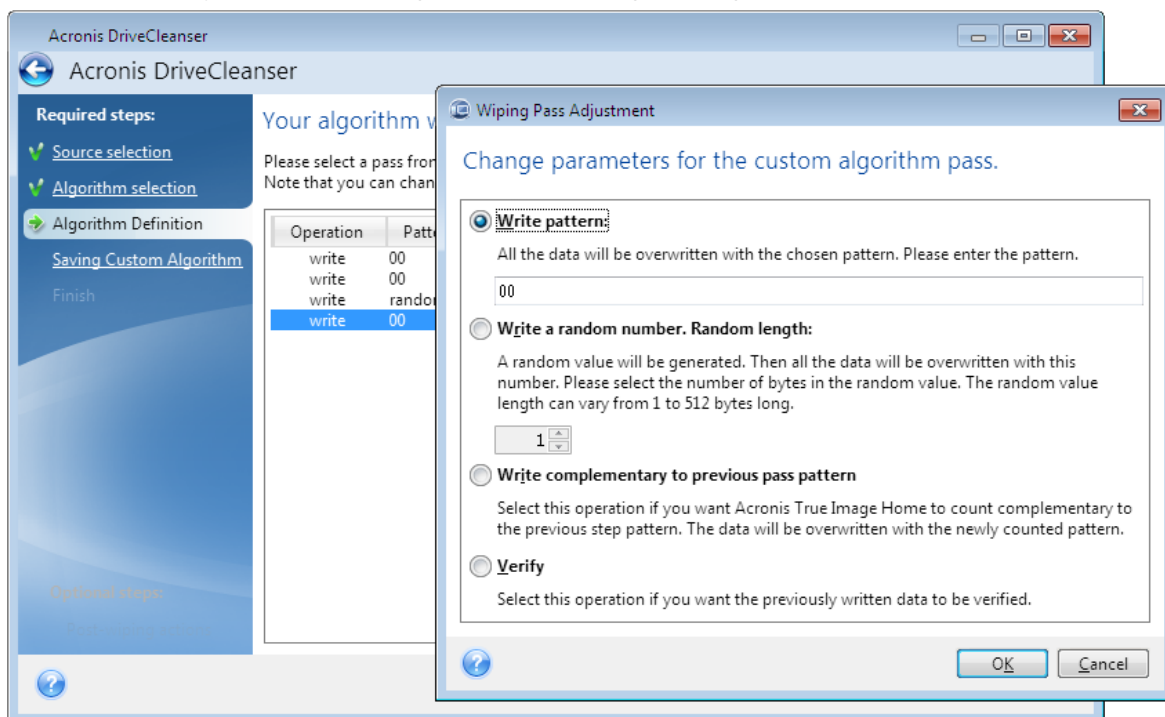 Acronis DriveCleanser
Acronis DriveCleanser
Required steps:
Source selection
Algorithm selection
Algorithm Definition
Saving Custom Algorithm
Finish
Your algorithm
Please select a pass
Note that you can
Operation
write 00
write 00
write
write 00
Wiping Pass Adjustment
Change parameters for the custom algorithm pass.
Write pattern:
All the data will be overwritten with the chosen pattern. Please enter the pattern.
00
Write a random number. Random length:
A random value will be generated. Then all the data will be overwritten with this
number. Please select the number of bytes in the random value. The random value
length can vary from 1 to 512 bytes long.
1
Write complementary to previous pass pattern
Select this operation if you want Acronis True Image Home to count complementary to
the previous step pattern. The data will be overwritten with the newly counted pattern.
Verify
Select this operation if you want the previously written data to be verified.
OK
Cancel